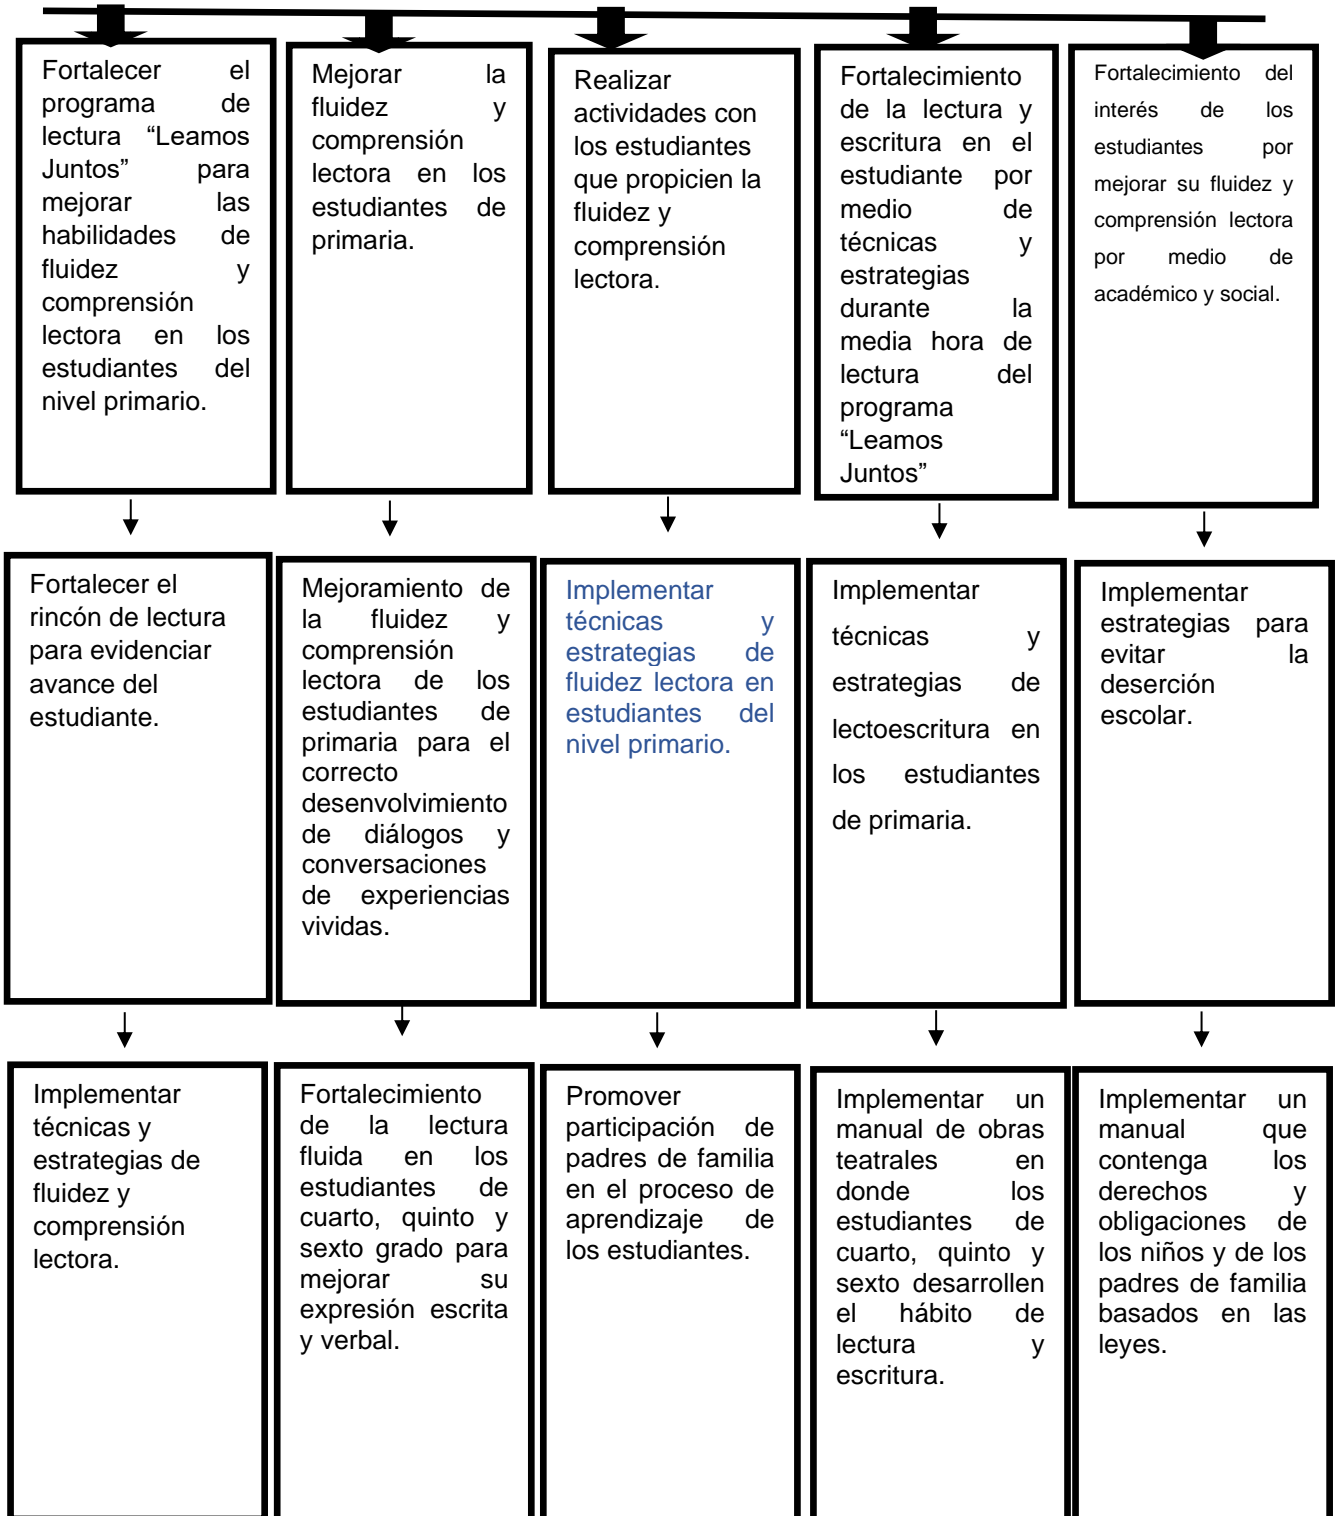 Fortalecer el
programa de
lectura “Leamos
Juntos” para
mejorar las
habilidades de
fluidez y
comprensión
lectora en los
estudiantes del
nivel primario.
Mejorar la
fluidez y
comprensión
lectora en los
estudiantes de
primaria.
Realizar
actividades con
los estudiantes
que propicien la
fluidez y
comprensión
lectora.
Fortalecimiento
de la lectura y
escritura en el
estudiante por
medio de
técnicas y
estrategias
durante la
media hora de
lectura del
programa
“Leamos
Juntos”
Fortalecimiento del
interés de los
estudiantes por
mejorar su fluidez y
comprensión lectora
por medio de
académico y social.
Fortalecer el
rincón de lectura
para evidenciar
avance del
estudiante.
Mejoramiento de
la fluidez y
comprensión
lectora de los
estudiantes de
primaria para el
correcto
desenvolvimiento
de diálogos y
conversaciones
de experiencias
vividas.
Implementar
técnicas y
estrategias de
fluidez lectora en
estudiantes del
nivel primario.
Implementar
técnicas y
estrategias de
lectoescritura en
los estudiantes
de primaria.
Implementar
estrategias para
evitar la
deserción
escolar.
Implementar
técnicas y
estrategias de
fluidez y
comprensión
lectora.
Fortalecimiento
de la lectura
fluida en los
estudiantes de
cuarto, quinto y
sexto grado para
mejorar su
expresión escrita
y verbal.
Promover
participación de
padres de familia
en el proceso de
aprendizaje de
los estudiantes.
Implementar un
manual de obras
teatrales en
donde los
estudiantes de
cuarto, quinto y
sexto desarrollen
el hábito de
lectura y
escritura.
Implementar un
manual que
contenga los
derechos y
obligaciones de
los niños y de los
padres de familia
basados en las
leyes.